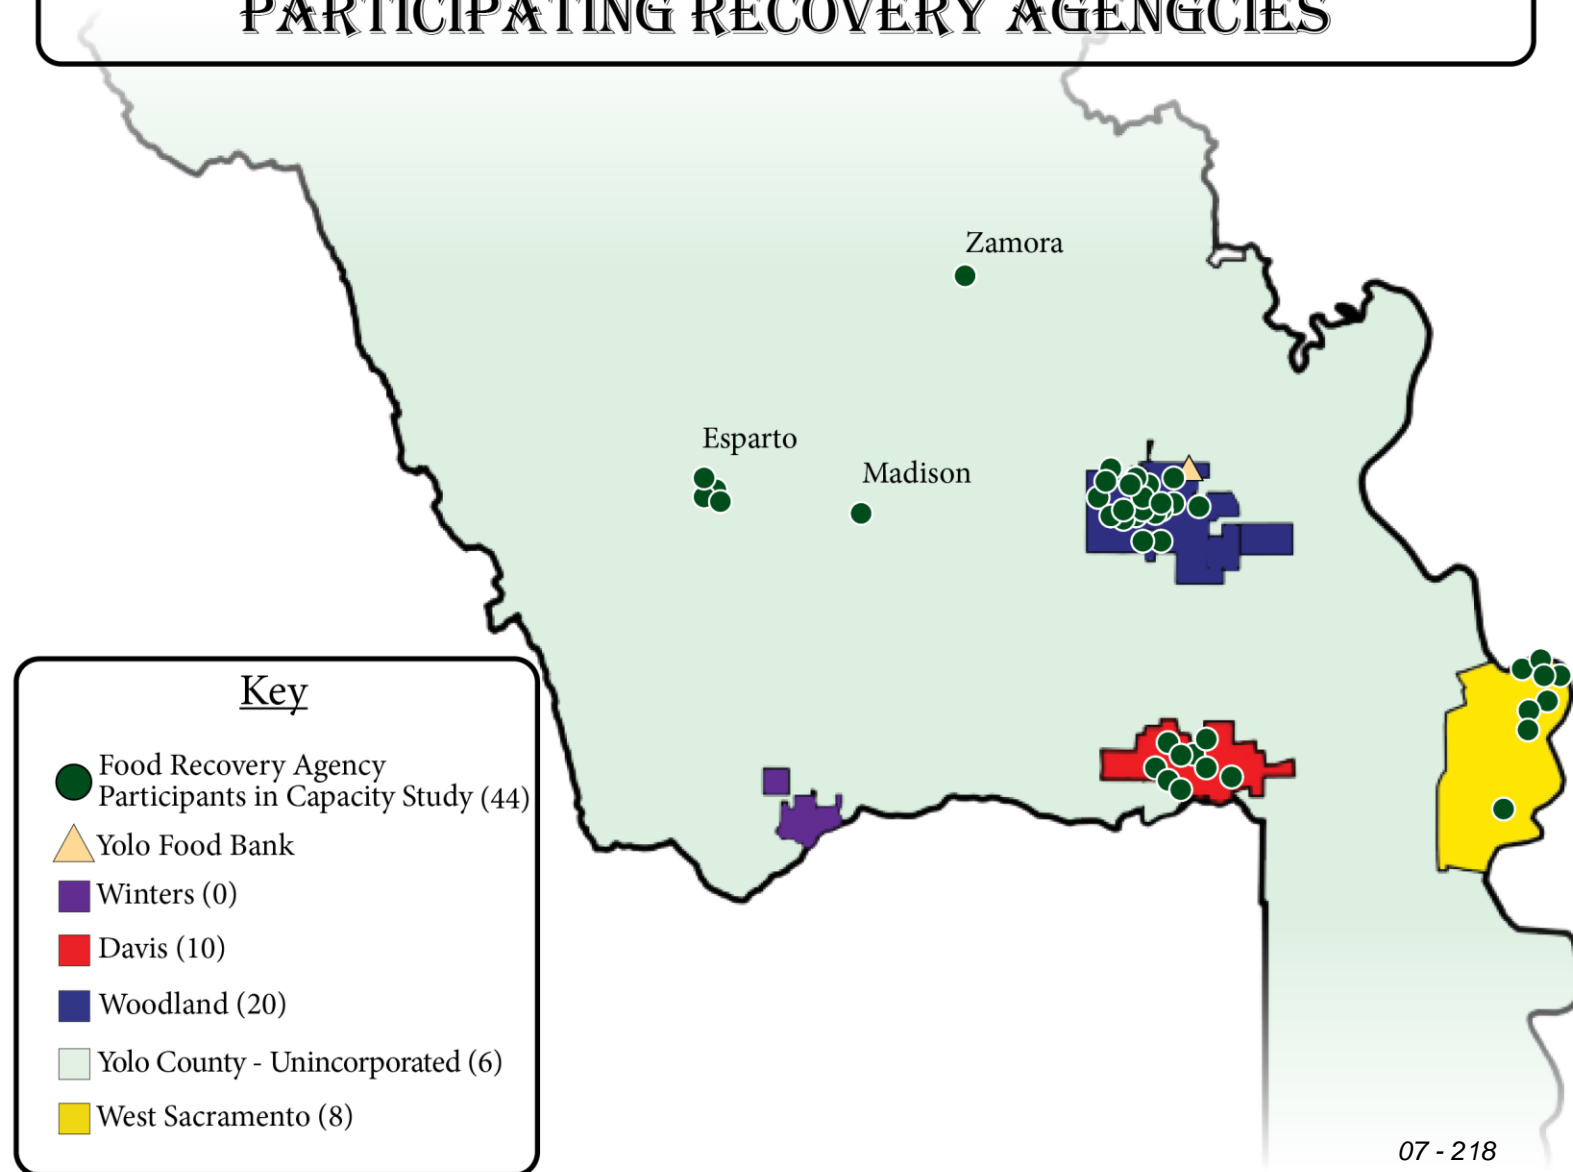 PARTICIPATING RECOVERY AGENGCIES
Zamora
Esparto
Madison
Key
Food Recovery Agency
Participants in Capacity Study (44)
Yolo Food Bank
Winters (0)
Davis (10)
Woodland (20)
Yolo County - Unincorporated (6)
West Sacramento (8)
07 - 218